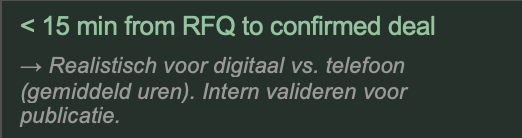 < 15 min from RFQ to confirmed deal
→ Realistisch voor digitaal vs. telefoon
(gemiddeld uren). Intern valideren voor
publicatie.